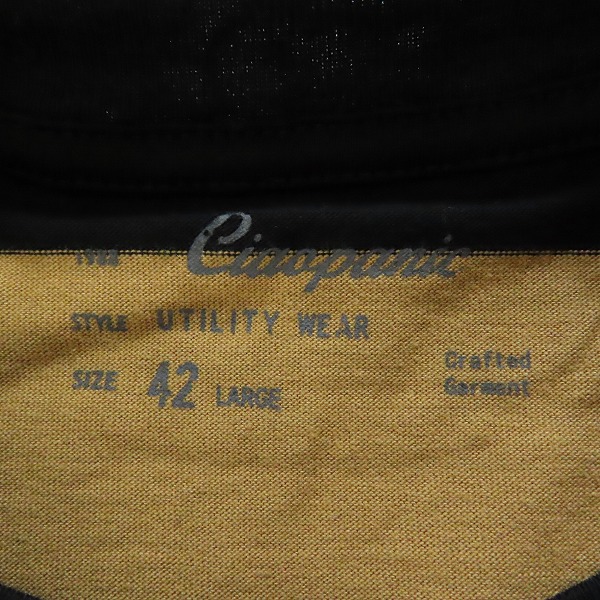 Ciaopanic
STYLE UTILITY WEAR
SIZE 42 LARGE
Crafted
Garment